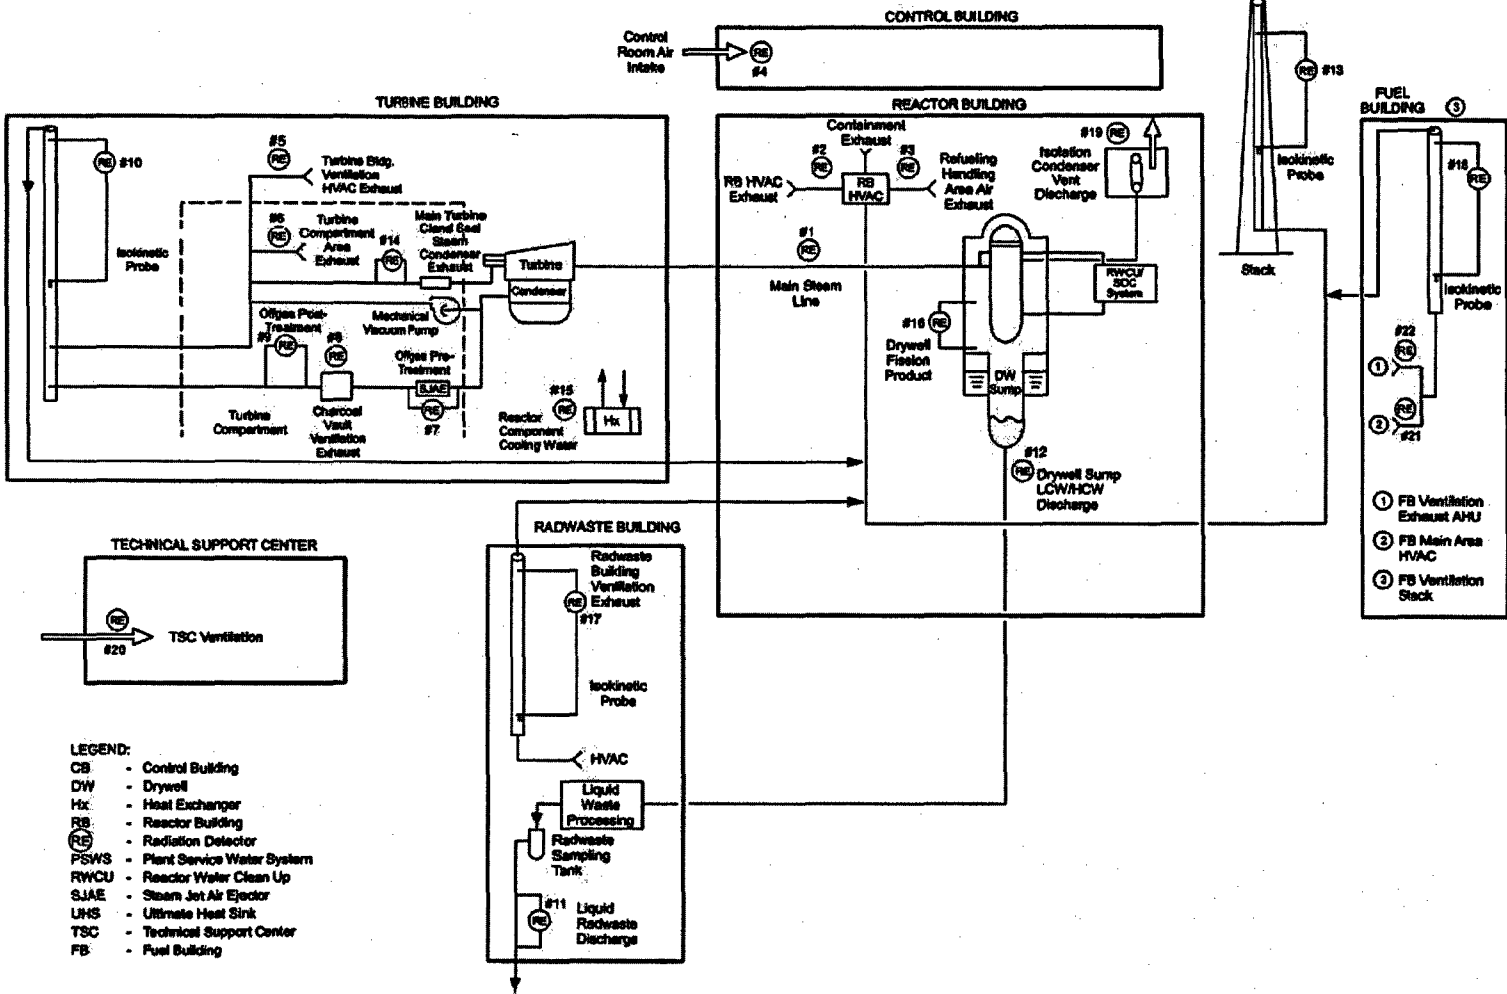 CONTROL BUILDING
Control
Room Air
Intake
RE
#4
RE
#13
Isokinetic
Probe
Stack
TURBINE BUILDING
RE
#10
Isokinetic
Probe
#5
RE
Turbine Bldg.
Ventilation
HVAC Exhaust
#6
RE
Turbine
Compartment
Area
Exhaust
#14
RE
Main Turbine
Gland Seal
Steam
Condenser
Exhaust
Turbine
Condenser
Mechanical
Vacuum Pump
Offgas Post-
Treatment
#9
RE
#8
RE
Offgas Pre-
Treatment
SJAE
RE
#7
Turbine
Compartment
Charcoal
Vault
Ventilation
Exhaust
#15
RE
Reactor
Component
Cooling Water
Hx
REACTOR BUILDING
Containment
Exhaust
#2
RE
#3
RE
RB HVAC
Exhaust
RB
HVAC
Refueling
Handling
Area Air
Exhaust
#19
RE
Isolation
Condenser
Vent
Discharge
#1
RE
Main Steam
Line
RWCU/
SDC
System
#16
RE
Drywell
Fission
Product
DW
Sump
#12
RE
Drywell Sump
LCW/HCW
Discharge
FUEL
BUILDING
3
#18
RE
Isokinetic
Probe
#22
RE
1
RE
2
#21
1 FB Ventilation
Exhaust AHU
2 FB Main Area
HVAC
3 FB Ventilation
Stack
TECHNICAL SUPPORT CENTER
RE
TSC Ventilation
#20
RADWASTE BUILDING
Radwaste
Building
Ventilation
Exhaust
RE
#17
Isokinetic
Probe
HVAC
Liquid
Waste
Processing
Radwaste
Sampling
Tank
#11
RE
Liquid
Radwaste
Discharge
LEGEND:
CB - Control Building
DW - Drywell
Hx - Heat Exchanger
RB - Reactor Building
RE - Radiation Detector
PSWS - Plant Service Water System
RWCU - Reactor Water Clean Up
SJAE - Steam Jet Air Ejector
UHS - Ultimate Heat Sink
TSC - Technical Support Center
FB - Fuel Building